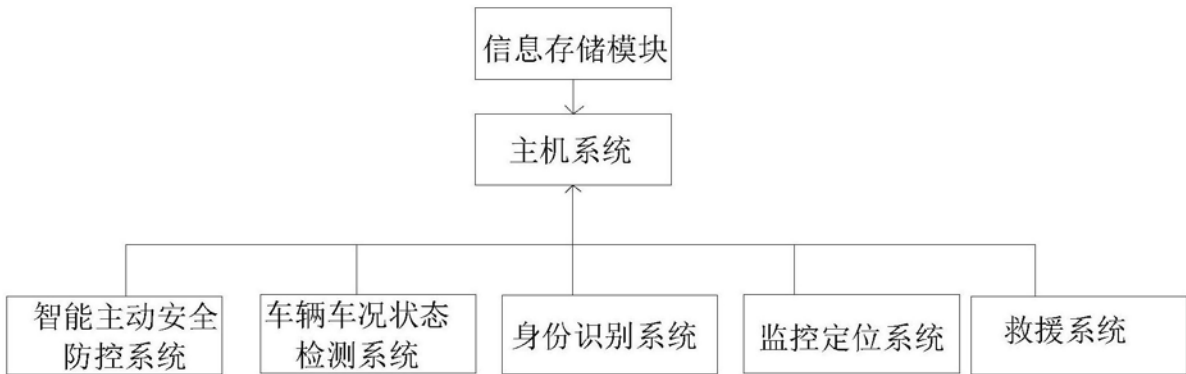 信息存储模块
主机系统
智能主动安全
防控系统
车辆车况状态
检测系统
身份识别系统
监控定位系统
救援系统